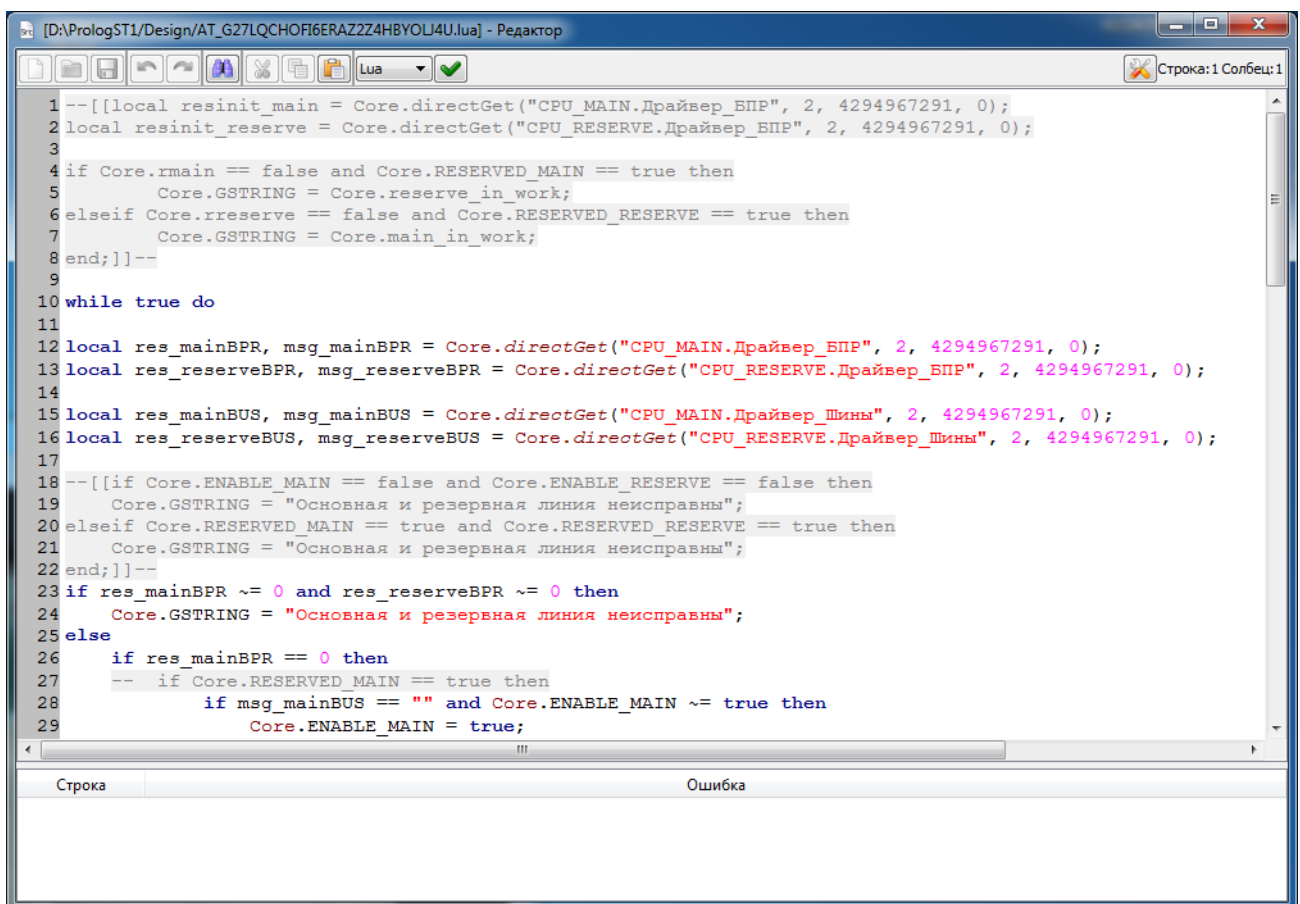 [D:\PrologST1/Design/AT_G27LQCHOFI6ERAZ2Z4HBYOLJ4U.lua] - Редактор
Lua
Строка:1 Солбец:1
1 --[[local resinit_main = Core.directGet("CPU_MAIN.Драйвер_БПР", 2, 4294967291, 0);
2 local resinit_reserve = Core.directGet("CPU_RESERVE.Драйвер_БПР", 2, 4294967291, 0);
3
4 if Core.rmain == false and Core.RESERVED_MAIN == true then
5 Core.GSTRING = Core.reserve_in_work;
6 elseif Core.rreserve == false and Core.RESERVED_RESERVE == true then
7 Core.GSTRING = Core.main_in_work;
8 end;]]--
9
10 while true do
11
12 local res_mainBPR, msg_mainBPR = Core.directGet("CPU_MAIN.Драйвер_БПР", 2, 4294967291, 0);
13 local res_reserveBPR, msg_reserveBPR = Core.directGet("CPU_RESERVE.Драйвер_БПР", 2, 4294967291, 0);
14
15 local res_mainBUS, msg_mainBUS = Core.directGet("CPU_MAIN.Драйвер_Шины", 2, 4294967291, 0);
16 local res_reserveBUS, msg_reserveBUS = Core.directGet("CPU_RESERVE.Драйвер_Шины", 2, 4294967291, 0);
17
18 --[[if Core.ENABLE_MAIN == false and Core.ENABLE_RESERVE == false then
19 Core.GSTRING = "Основная и резервная линия неисправны";
20 elseif Core.RESERVED_MAIN == true and Core.RESERVED_RESERVE == true then
21 Core.GSTRING = "Основная и резервная линия неисправны";
22 end;]]--
23 if res_mainBPR ~= 0 and res_reserveBPR ~= 0 then
24 Core.GSTRING = "Основная и резервная линия неисправны";
25 else
26 if res_mainBPR == 0 then
27 -- if Core.RESERVED_MAIN == true then
28 if msg_mainBUS == "" and Core.ENABLE_MAIN ~= true then
29 Core.ENABLE_MAIN = true;
Строка Ошибка